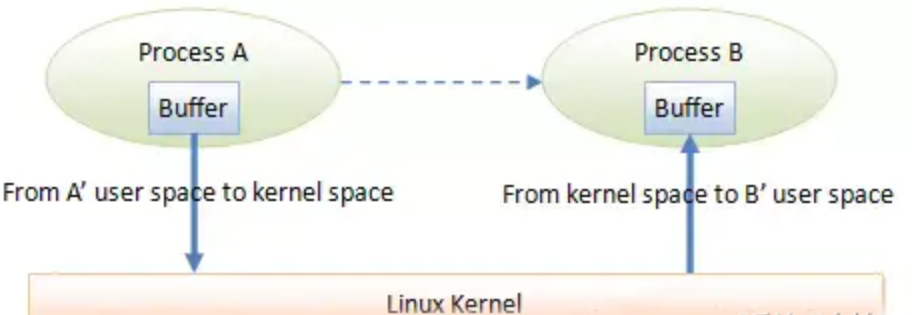 Process A
Process B
Buffer
Buffer
From A’ user space to kernel space
From kernel space to B’ user space
Linux Kernel